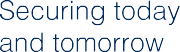 Securing today
and tomorrow